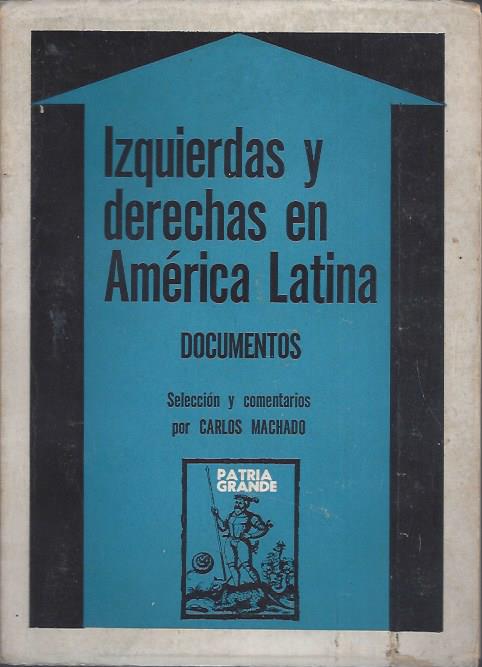 Izquierdas y
derechas en
América Latina
DOCUMENTOS
Selección y comentarios
por CARLOS MACHADO
PATRIA
GRANDE